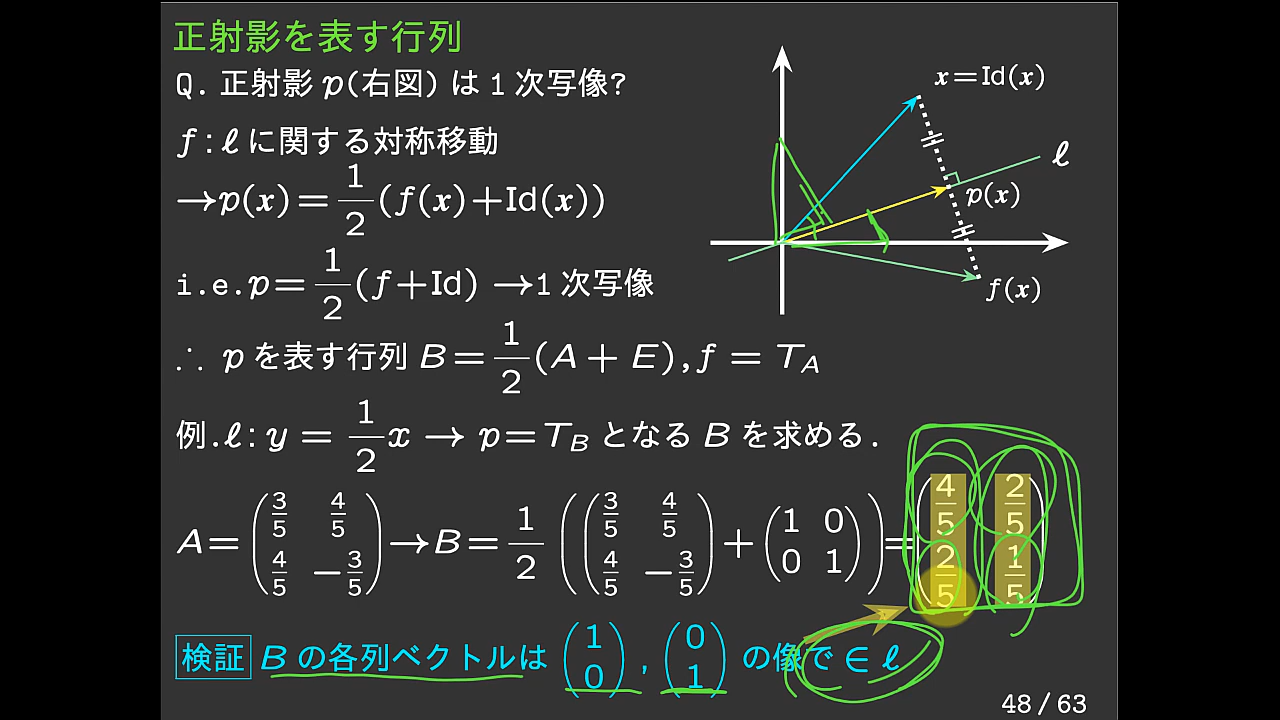 正射影を表す行列
Q. 正射影 p(右図) は 1 次写像?
f : ℓ に関する対称移動
→p(x) = 1/2 (f(x)+Id(x))
i.e. p = 1/2 (f+Id) →1 次写像
∴ p を表す行列 B = 1/2 (A + E), f = T_A
例. ℓ : y = 1/2 x → p = T_B となる B を求める.
A = (3/5 4/5 4/5 −3/5) → B = 1/2 ((3/5 4/5 4/5 −3/5) + (1 0 0 1)) = (4/5 2/5 2/5 1/5)
検証 B の各列ベクトルは (1 0), (0 1) の像で ∈ ℓ
x = Id(x)
ℓ
p(x)
f(x)
48 / 63